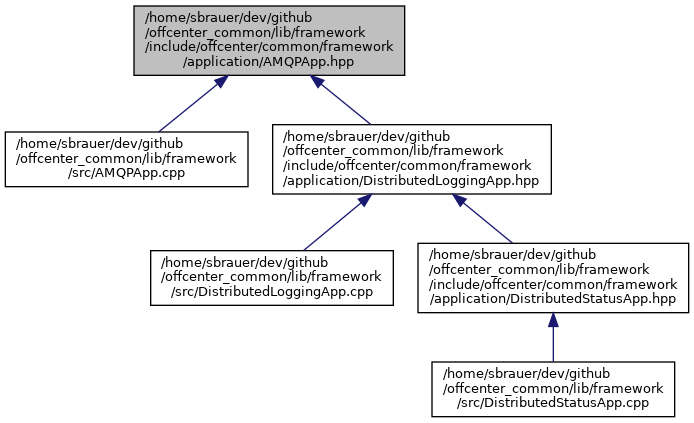 /home/sbrauer/dev/github
/offcenter_common/lib/framework
/include/offcenter/common/framework
/application/AMQPApp.hpp
/home/sbrauer/dev/github
/offcenter_common/lib/framework
/src/AMQPApp.cpp
/home/sbrauer/dev/github
/offcenter_common/lib/framework
/include/offcenter/common/framework
/application/DistributedLoggingApp.hpp
/home/sbrauer/dev/github
/offcenter_common/lib/framework
/src/DistributedLoggingApp.cpp
/home/sbrauer/dev/github
/offcenter_common/lib/framework
/include/offcenter/common/framework
/application/DistributedStatusApp.hpp
/home/sbrauer/dev/github
/offcenter_common/lib/framework
/src/DistributedStatusApp.cpp